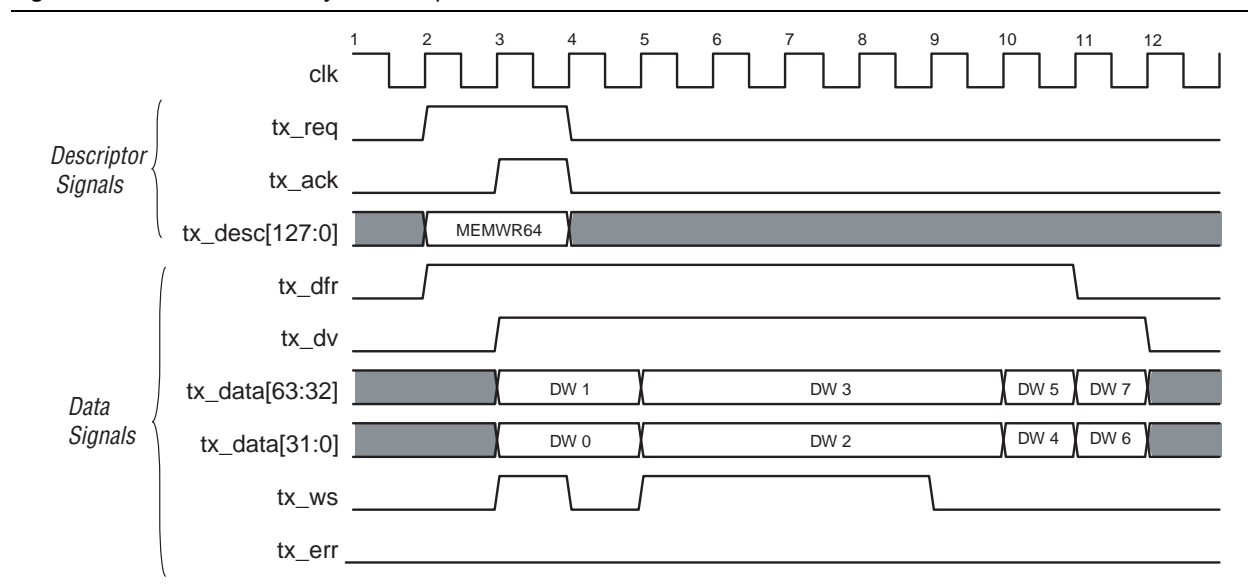 1 2 3 4 5 6 7 8 9 10 11 12
clk
Descriptor
Signals
tx_req
tx_ack
tx_desc[127:0]
MEMWR64
Data
Signals
tx_dfr
tx_dv
tx_data[63:32]
DW 1 DW 3 DW 5 DW 7
tx_data[31:0]
DW 0 DW 2 DW 4 DW 6
tx_ws
tx_err